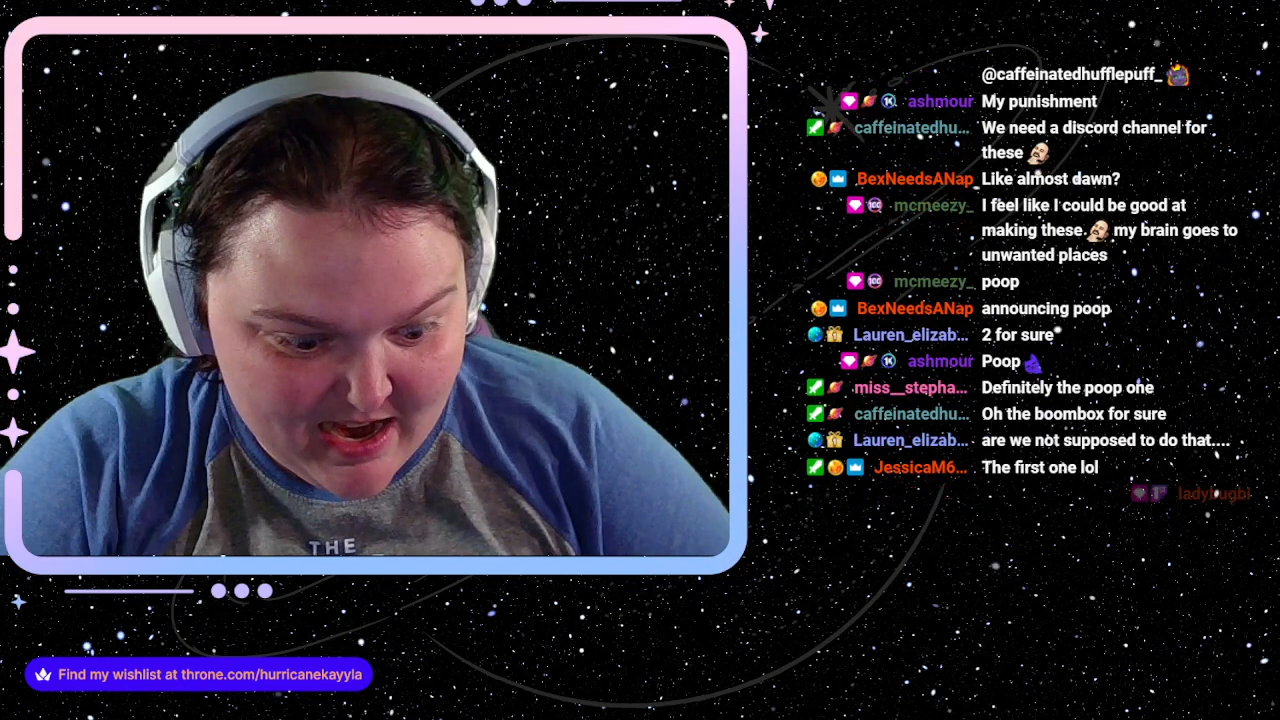 @caffeinatedhufflepuff_
ashmour My punishment
caffeinatedhu... We need a discord channel for
these
BexNeedsANap Like almost dawn?
mcmeezy_ I feel like I could be good at
making these my brain goes to
unwanted places
mcmeezy_ poop
BexNeedsANap announcing poop
Lauren_elizab... 2 for sure
ashmour Poop
miss__stepha... Definitely the poop one
caffeinatedhu... Oh the boombox for sure
Lauren_elizab... are we not supposed to do that....
JessicaM6... The first one lol
ladybugbl
THE
Find my wishlist at throne.com/hurricanekayyla